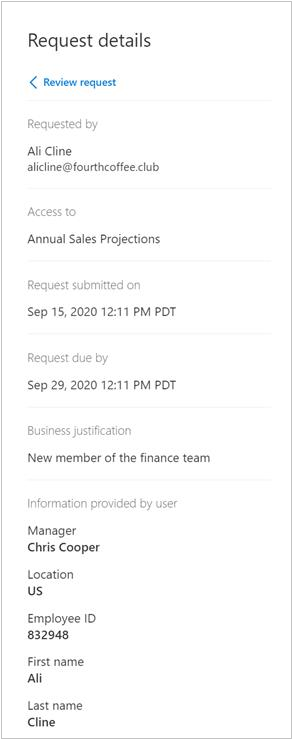 Request details
Review request
Requested by
Ali Cline
alicline@fourthcoffee.club
Access to
Annual Sales Projections
Request submitted on
Sep 15, 2020 12:11 PM PDT
Request due by
Sep 29, 2020 12:11 PM PDT
Business justification
New member of the finance team
Information provided by user
Manager
Chris Cooper
Location
US
Employee ID
832948
First name
Ali
Last name
Cline